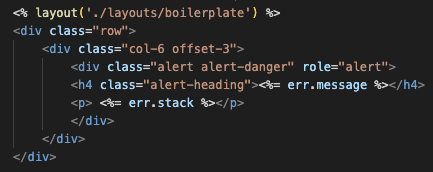 <% layout('./layouts/boilerplate') %>
<div class="row">
    <div class="col-6 offset-3">
        <div class="alert alert-danger" role="alert">
        <h4 class="alert-heading"><%= err.message %></h4>
        <p> <%= err.stack %></p>
        </div>
    </div>
</div>